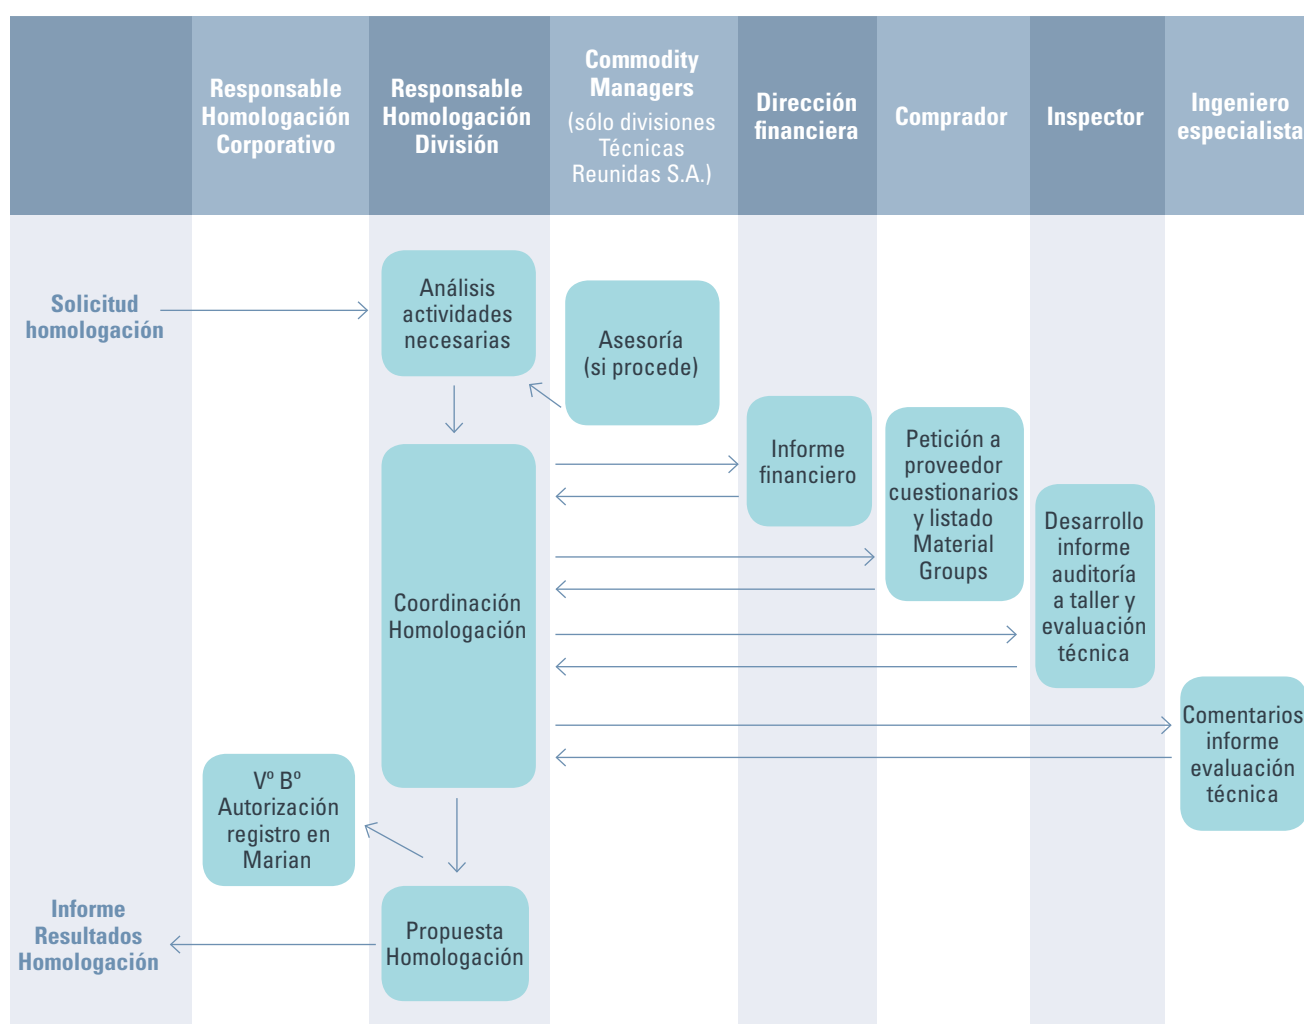 Responsable
Homologación
Corporativo
Responsable
Homologación
División
Commodity
Managers
(sólo divisiones
Técnicas
Reunidas S.A.)
Dirección
financiera
Comprador
Inspector
Ingeniero
especialista
Solicitud
homologación
Análisis
actividades
necesarias
Asesoría
(si procede)
Informe
financiero
Petición a
proveedor
cuestionarios
y listado
Material
Groups
Desarrollo
informe
auditoría
a taller y
evaluación
técnica
Coordinación
Homologación
Comentarios
informe
evaluación
técnica
Vº Bº
Autorización
registro en
Marian
Informe
Resultados
Homologación
Propuesta
Homologación